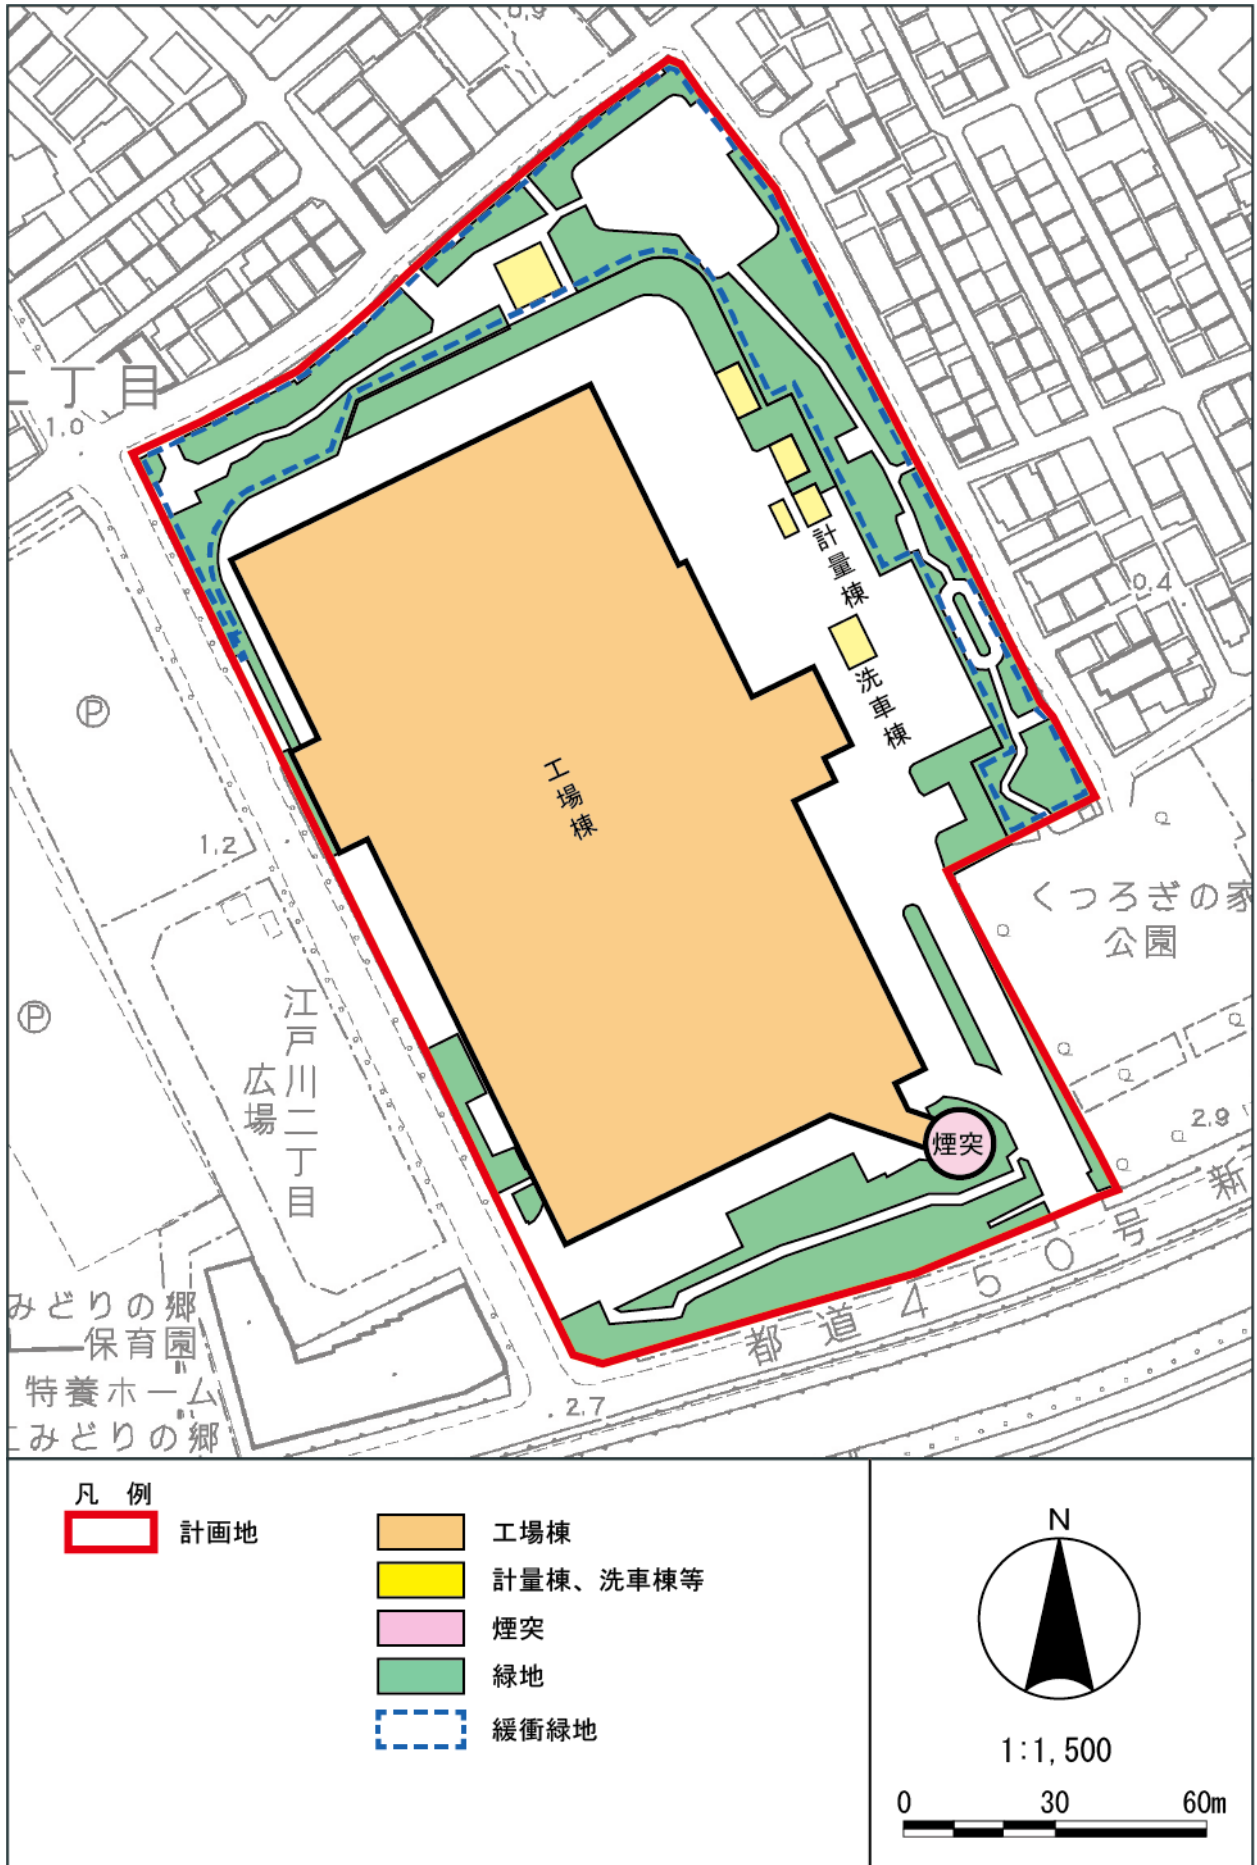 0.9
二丁目
1.0
0.4
計量棟
洗車棟
工場棟
1.2
くつろぎの家
公園
江戸川二丁目
広場
煙突
2.9
都道450号 新
みどりの郷
保育園
特養ホーム
みどりの郷
2.7
凡 例
計画地
工場棟
計量棟、洗車棟等
煙突
緑地
緩衝緑地
N
1:1,500
0 30 60m